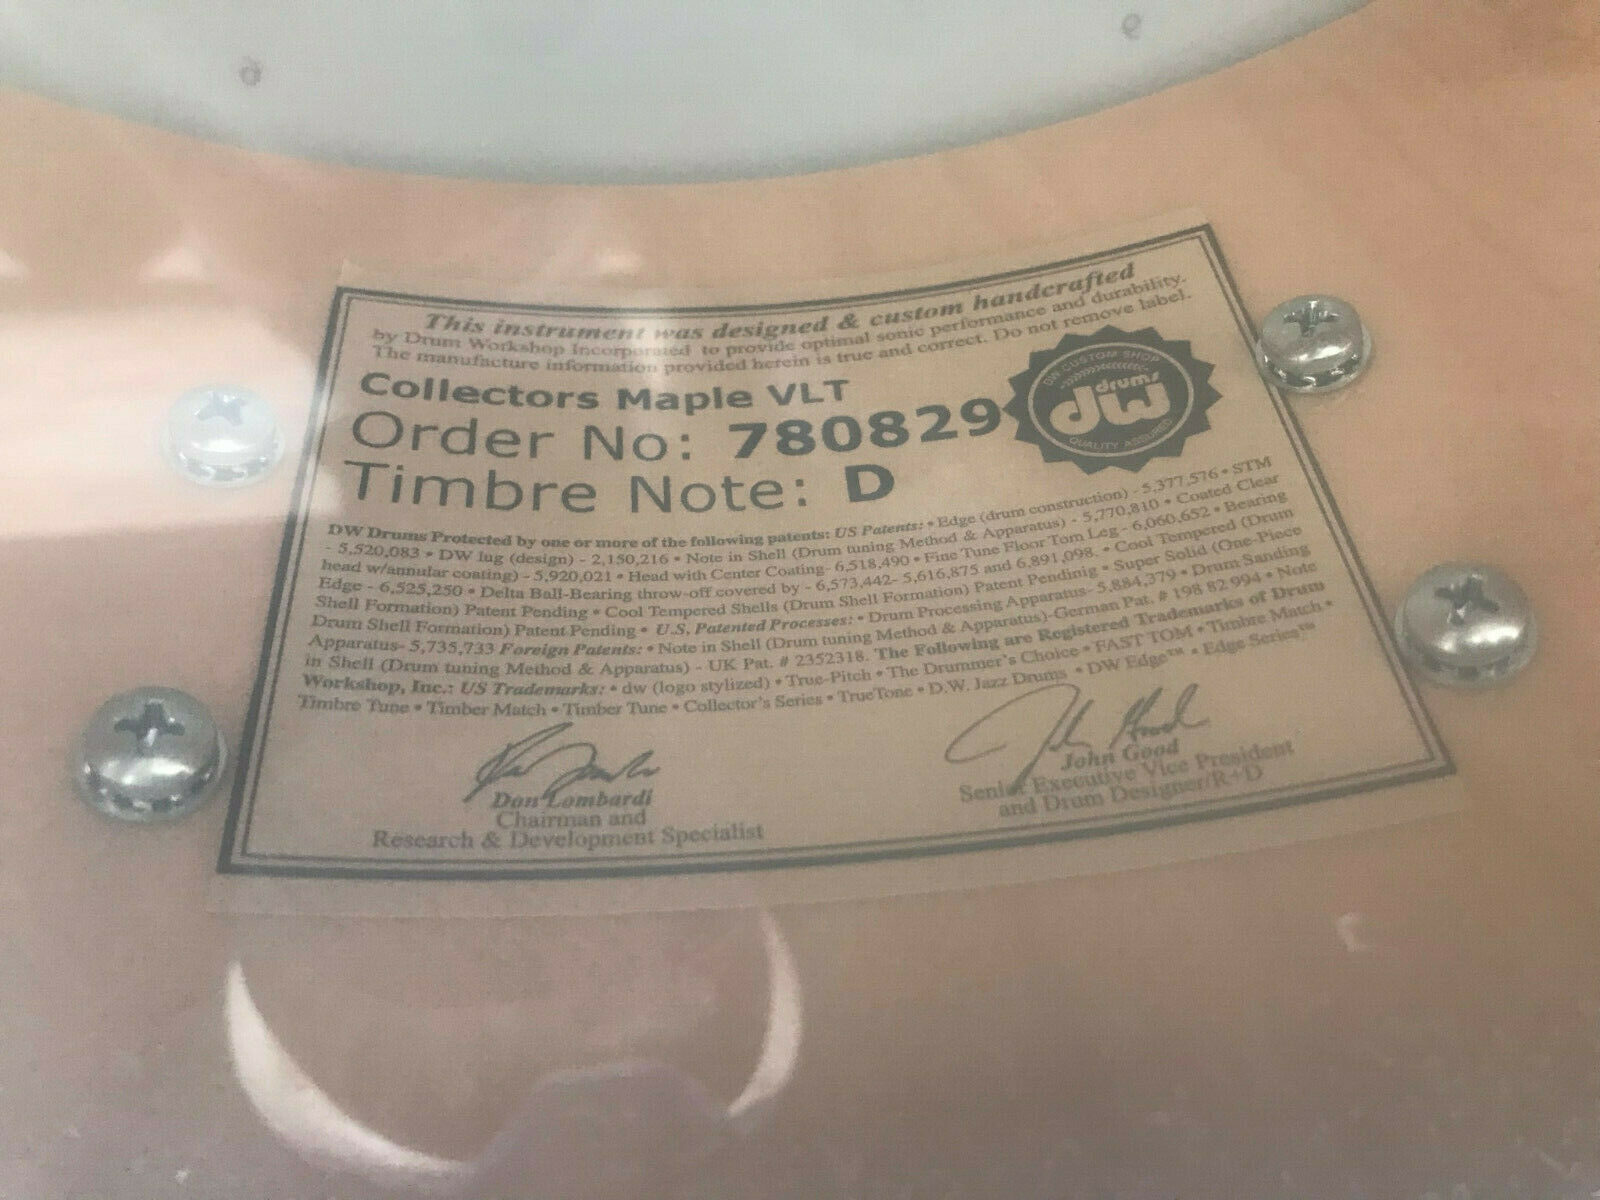 This instrument was designed & custom handcrafted
by Drum Workshop Incorporated to provide optimal sonic performance and durability.
The manufacture information provided herein is true and correct. Do not remove label.
Collectors Maple VLT
Order No: 780829
Timbre Note: D
DW CUSTOM SHOP
drums
dw
QUALITY ASSURED
DW Drums Protected by one or more of the following patents: US Patents: • Edge (drum construction) - 5,377,576 • STM
- 5,520,083 • DW lug (design) - 2,150,216 • Note in Shell (Drum tuning Method & Apparatus) - 5,770,810 • Coated Clear
head w/annular coating) - 5,920,021 • Head with Center Coating- 6,518,490 • Fine Tune Floor Tom Leg - 6,060,652 • Bearing
Edge - 6,525,250 • Delta Ball-Bearing throw-off covered by - 6,573,442- 5,616,875 and 6,891,098. • Cool Tempered (Drum
Shell Formation) Patent Pending • Cool Tempered Shells (Drum Shell Formation) Patent Pendinig • Super Solid (One-Piece
Drum Shell Formation) Patent Pending • U.S. Patented Processes: • Drum Processing Apparatus- 5,884,379 • Drum Sanding
Apparatus- 5,735,733 Foreign Patents: • Note in Shell (Drum tuning Method & Apparatus)-German Pat. # 198 82 994 • Note
in Shell (Drum tuning Method & Apparatus) - UK Pat. # 2352318. The Following are Registered Trademarks of Drum
Workshop, Inc.: US Trademarks: • dw (logo stylized) • True-Pitch • The Drummer's Choice • FAST TOM • Timbre Match •
Timbre Tune • Timber Match • Timber Tune • Collector's Series • TrueTone • D.W. Jazz Drums • DW Edge™ • Edge Series™
Don Lombardi
Chairman and
Research & Development Specialist
John Good
Senior Executive Vice President
and Drum Designer/R+D